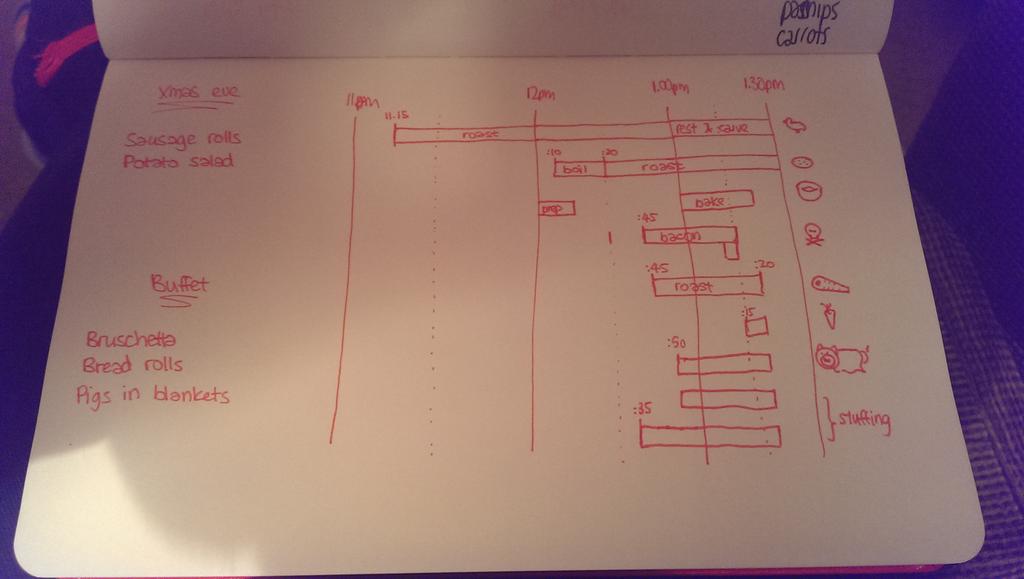 parsnips
carrots
Xmas eve
Sausage rolls
Potato salad
11pm
12pm
1.00pm
1.30pm
11.15
roast
rest & carve
:10
:20
boil
roast
prep
bake
:45
bacon
:45
:20
roast
:15
:50
:35
stuffing
Buffet
Bruschetta
Bread rolls
Pigs in blankets